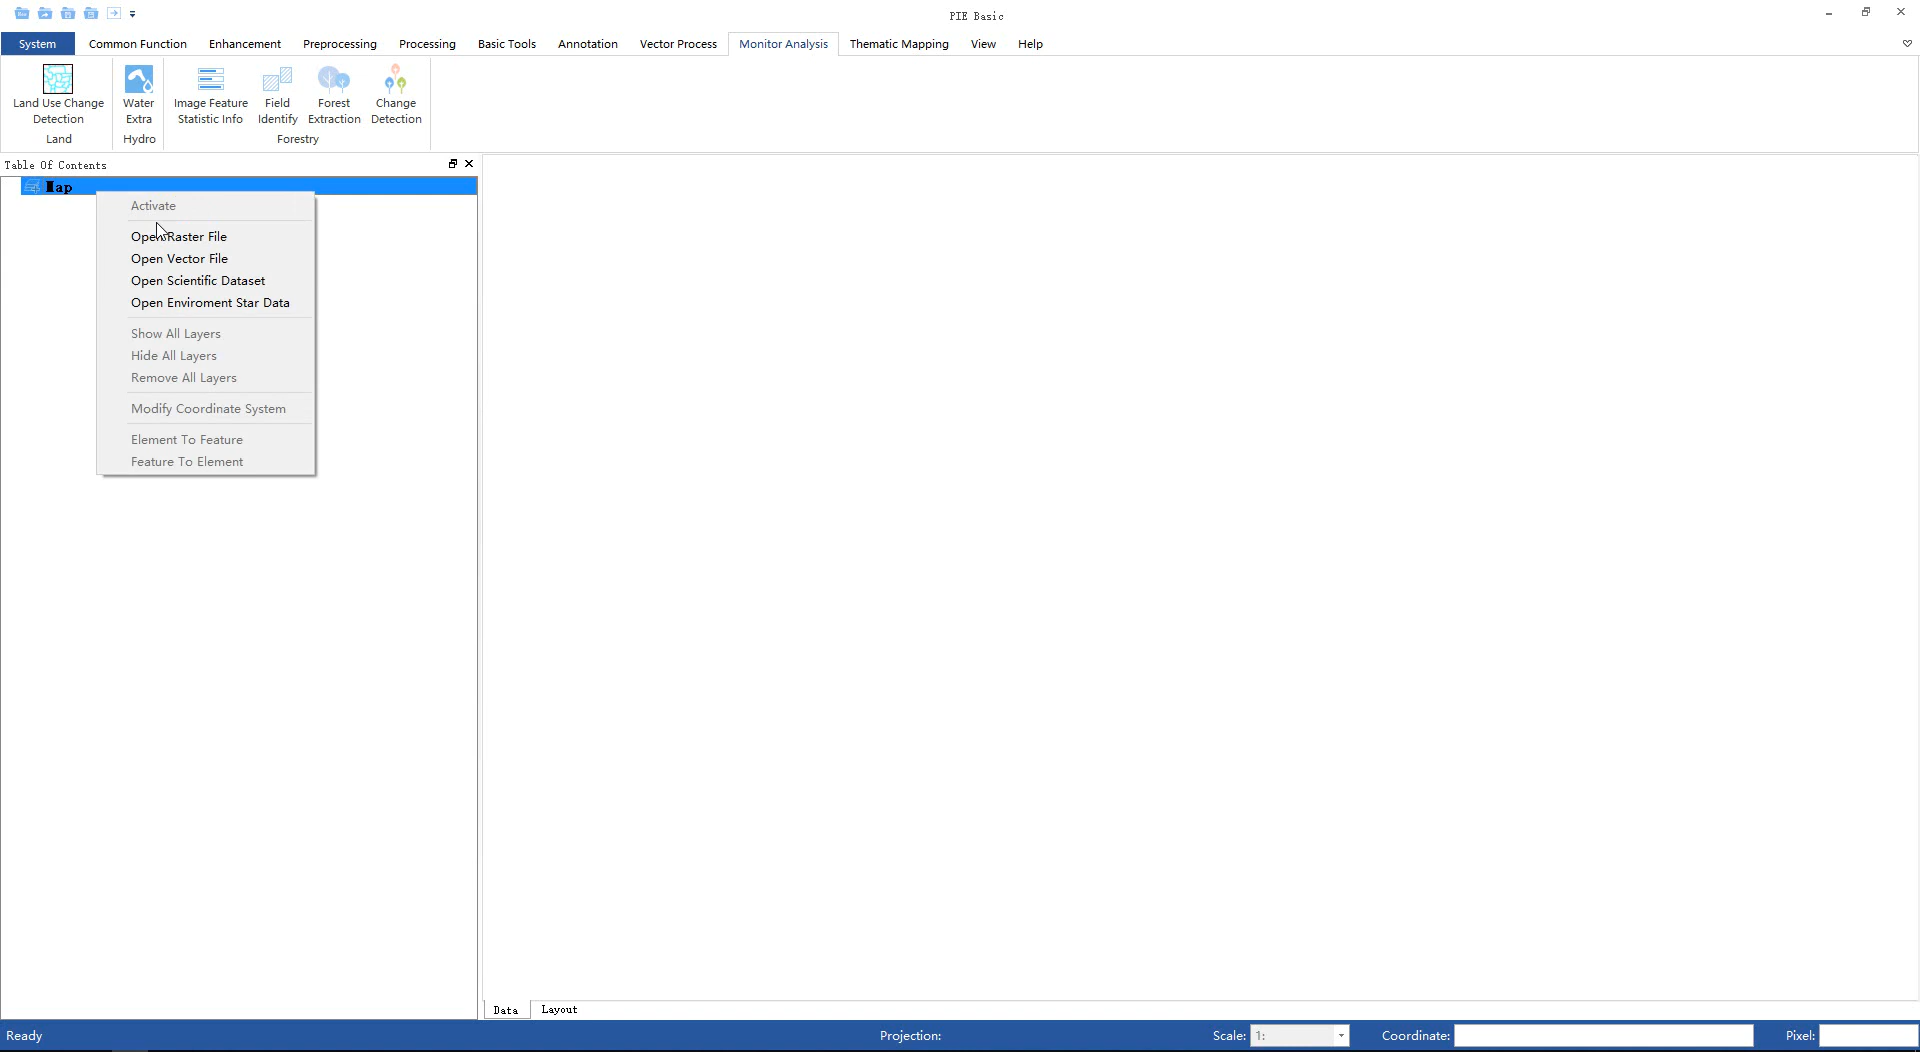 PIE Basic
System Common Function Enhancement Preprocessing Processing Basic Tools Annotation Vector Process Monitor Analysis Thematic Mapping View Help
Land Use Change Detection
Land
Water Extra
Hydro
Image Feature Statistic Info
Field Identify
Forest Extraction
Change Detection
Forestry
Table Of Contents
Map
Activate
Open Raster File
Open Vector File
Open Scientific Dataset
Open Enviroment Star Data
Show All Layers
Hide All Layers
Remove All Layers
Modify Coordinate System
Element To Feature
Feature To Element
Data Layout
Ready Projection: Scale: 1: Coordinate: Pixel: